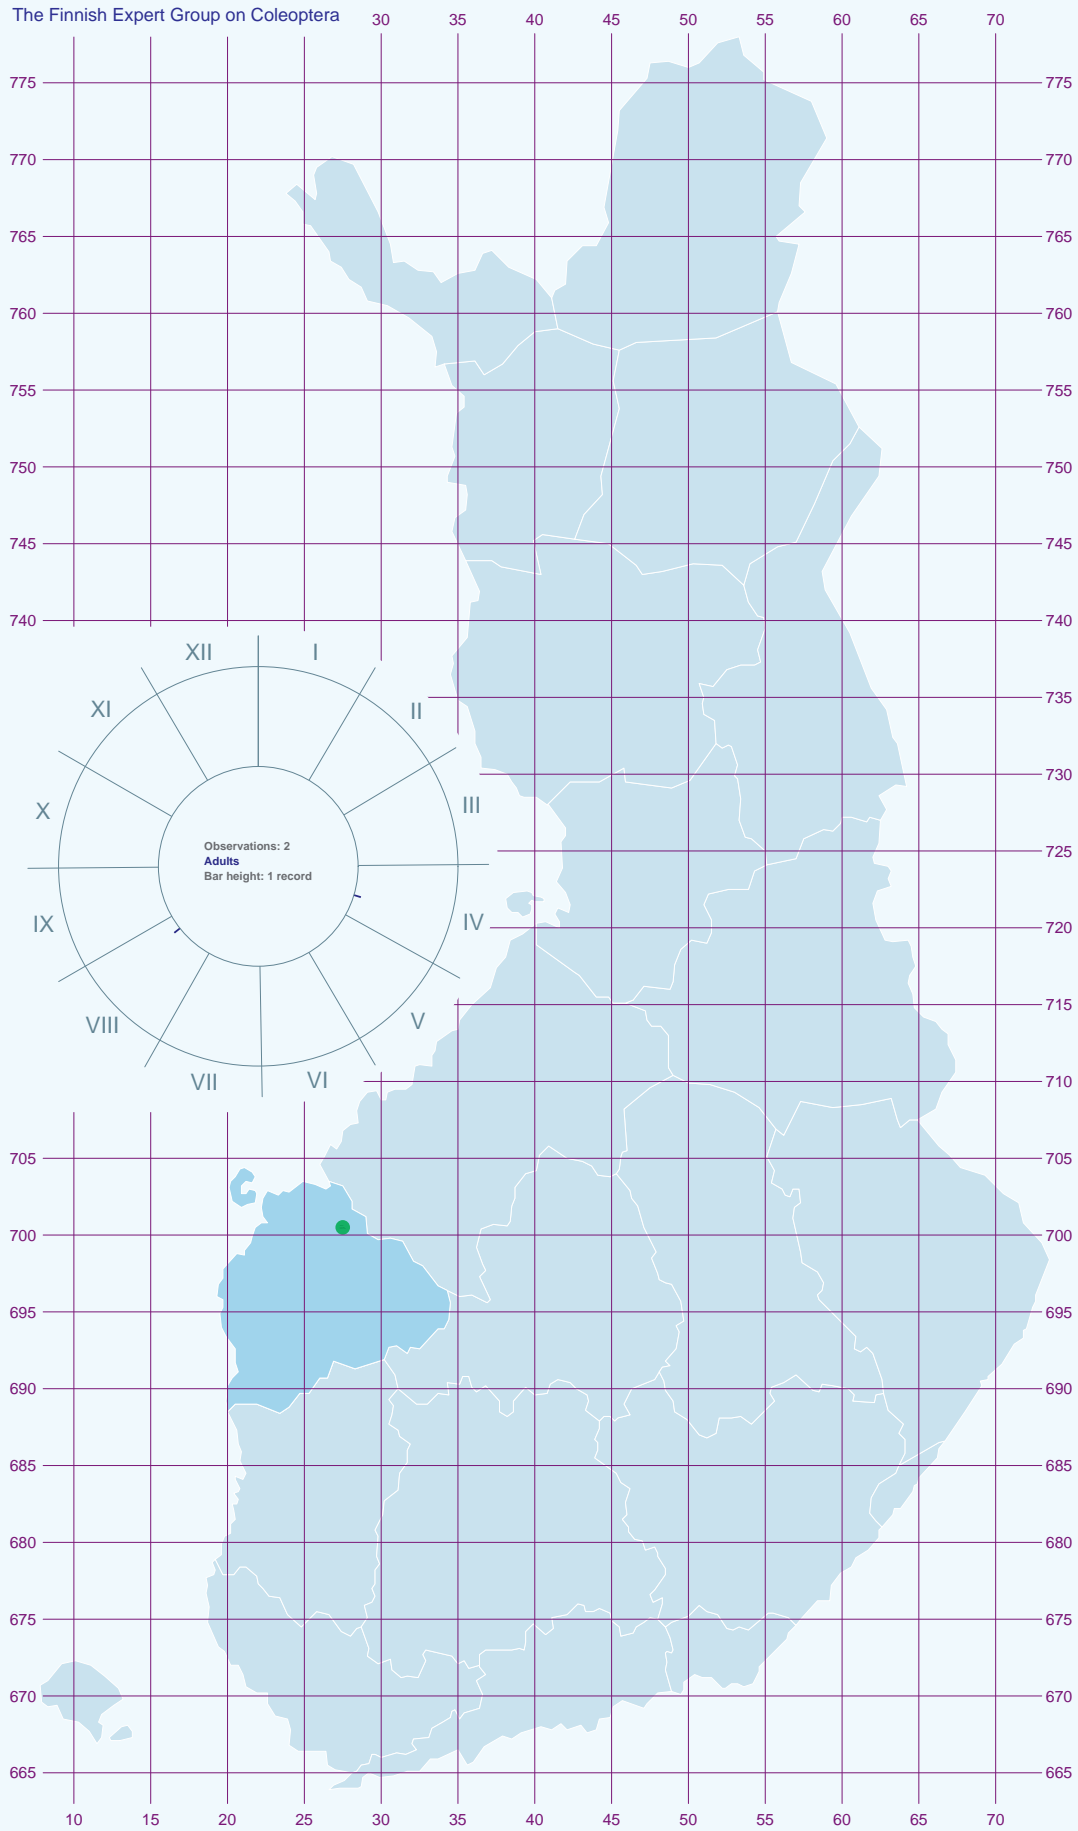 The Finnish Expert Group on Coleoptera
30 40 50 60 70
35 45 55 65
775 775
770 770
765 765
760 760
755 755
750 750
745 745
740 740
XII I
XI II
735
730
X III
Observations: 2
Adults
Bar height: 1 record
725
IX IV
720
715
VIII V
VII VI
710
705 705
700 700
695 695
690 690
685 685
680 680
675 675
670 670
665 665
10 15 20 25 30 35 40 45 50 55 60 65 70